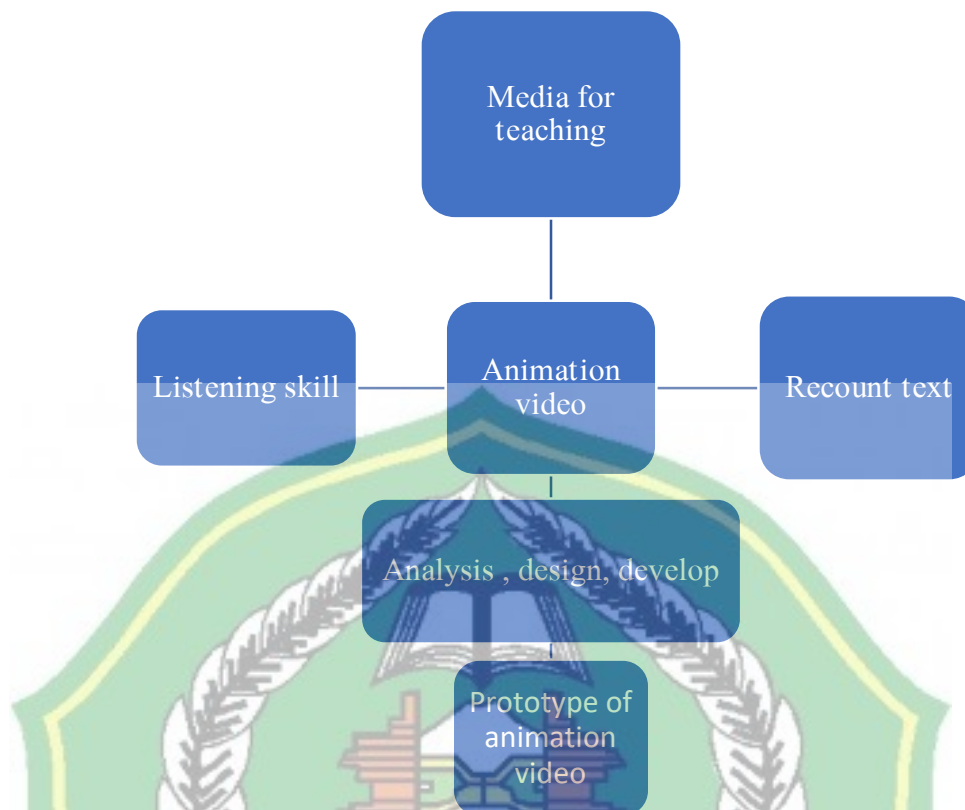 Media for
teaching
Listening skill
Animation
video
Recount text
Analysis , design, develop
Prototype of
animation
video